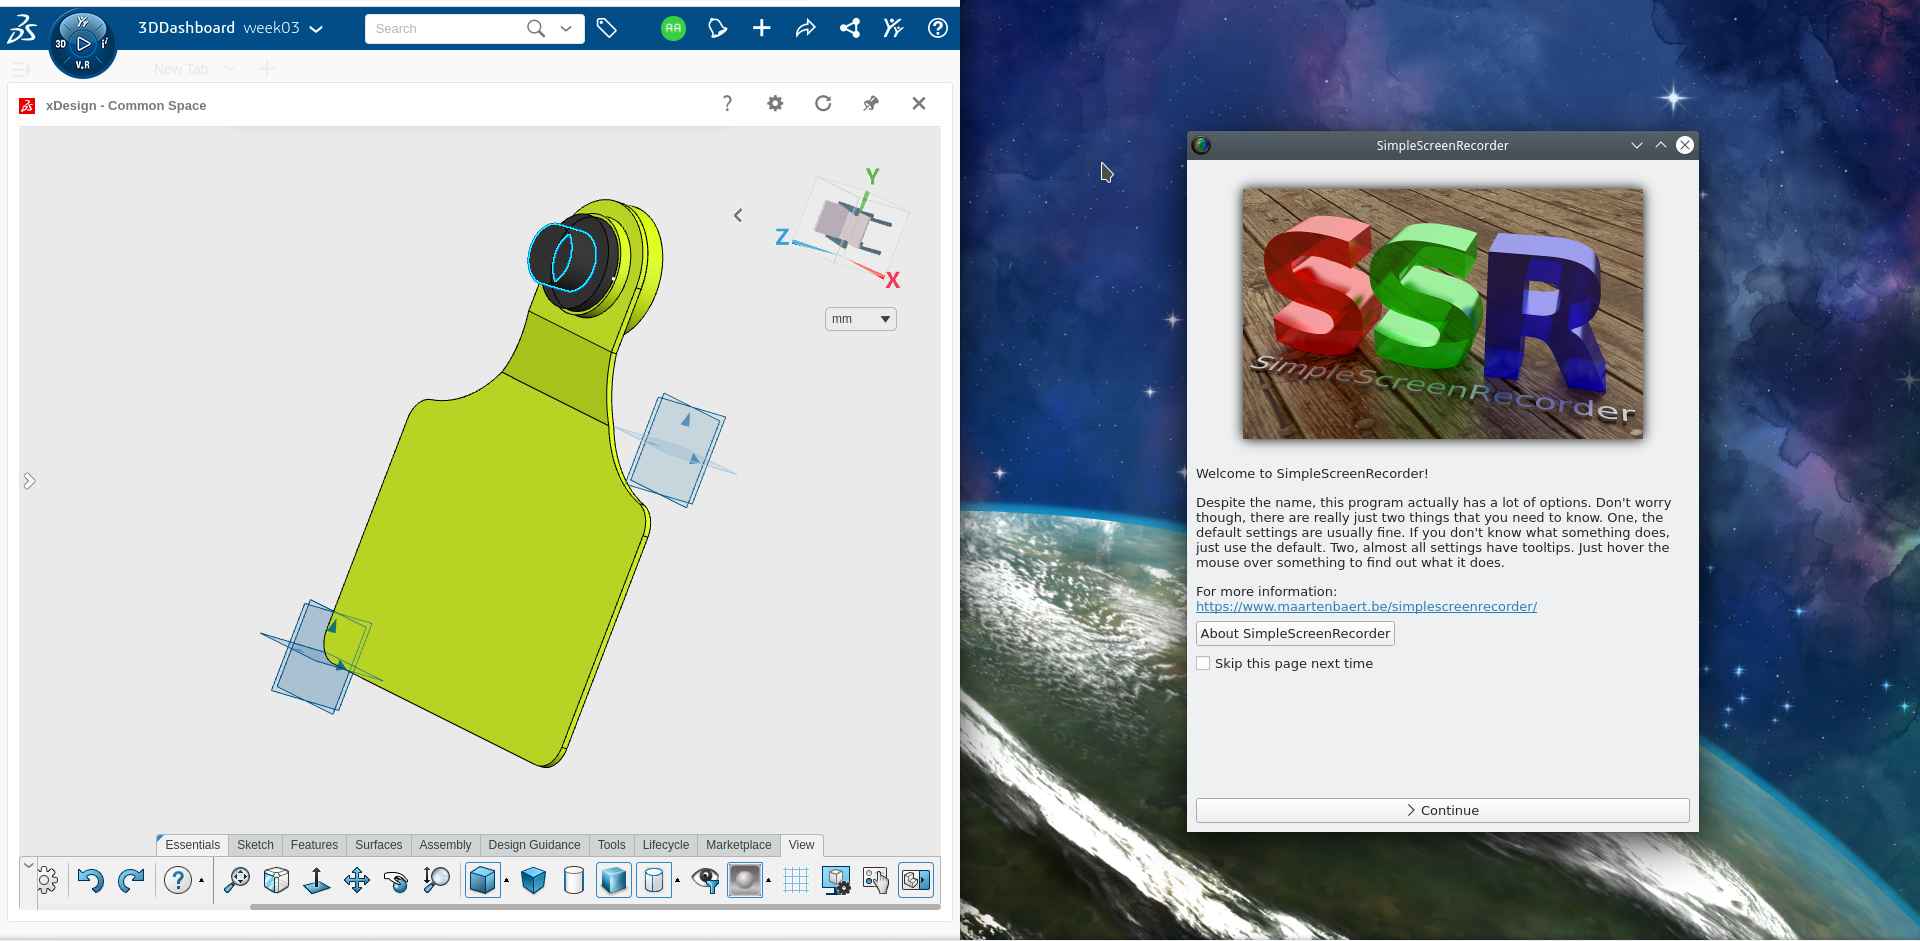 3DDashboard week03
Search
AA
3D
V.R
New Tab
xDesign - Common Space
?
Y
Z
X
mm
Essentials
Sketch
Features
Surfaces
Assembly
Design Guidance
Tools
Lifecycle
Marketplace
View
SimpleScreenRecorder
SSR
SimpleScreenRecorder
Welcome to SimpleScreenRecorder!
Despite the name, this program actually has a lot of options. Don't worry
though, there are really just two things that you need to know. One, the
default settings are usually fine. If you don't know what something does,
just use the default. Two, almost all settings have tooltips. Just hover the
mouse over something to find out what it does.
For more information:
https://www.maartenbaert.be/simplescreenrecorder/
About SimpleScreenRecorder
Skip this page next time
Continue